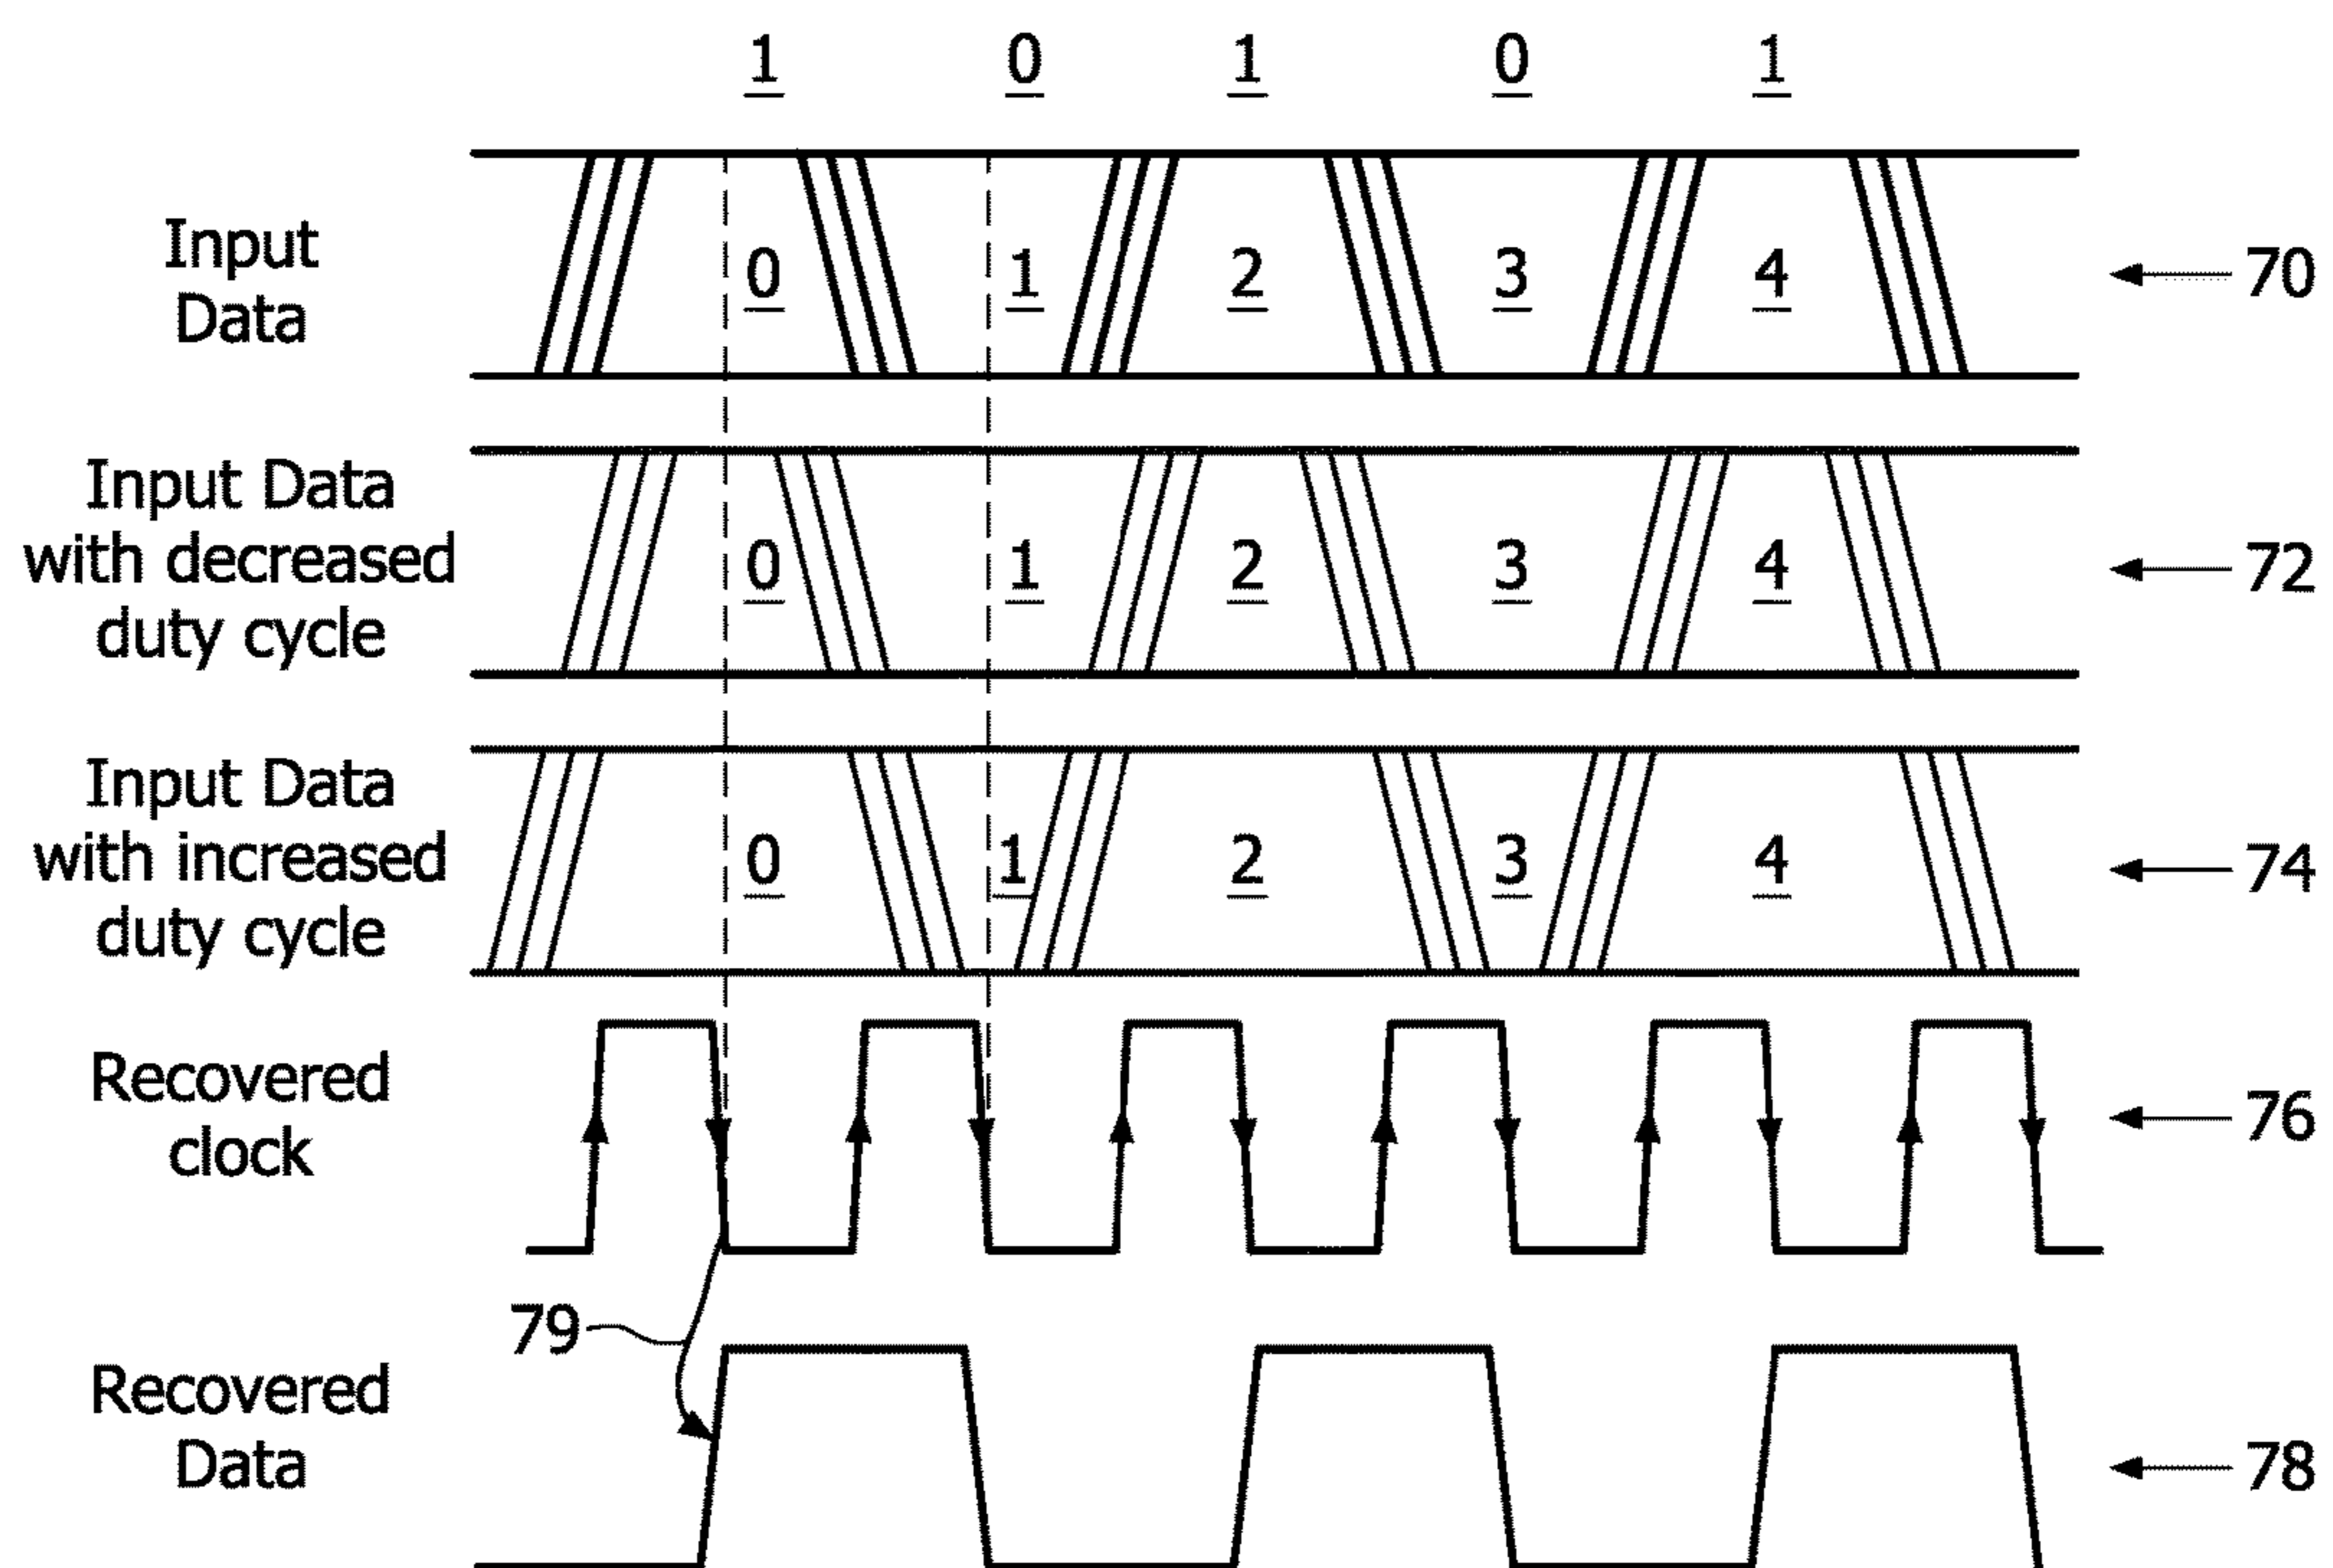 1 0 1 0 1
Input
Data
0 1 2 3 4
70
Input Data
with decreased
duty cycle
0 1 2 3 4
72
Input Data
with increased
duty cycle
0 1 2 3 4
74
Recovered
clock
76
79
Recovered
Data
78